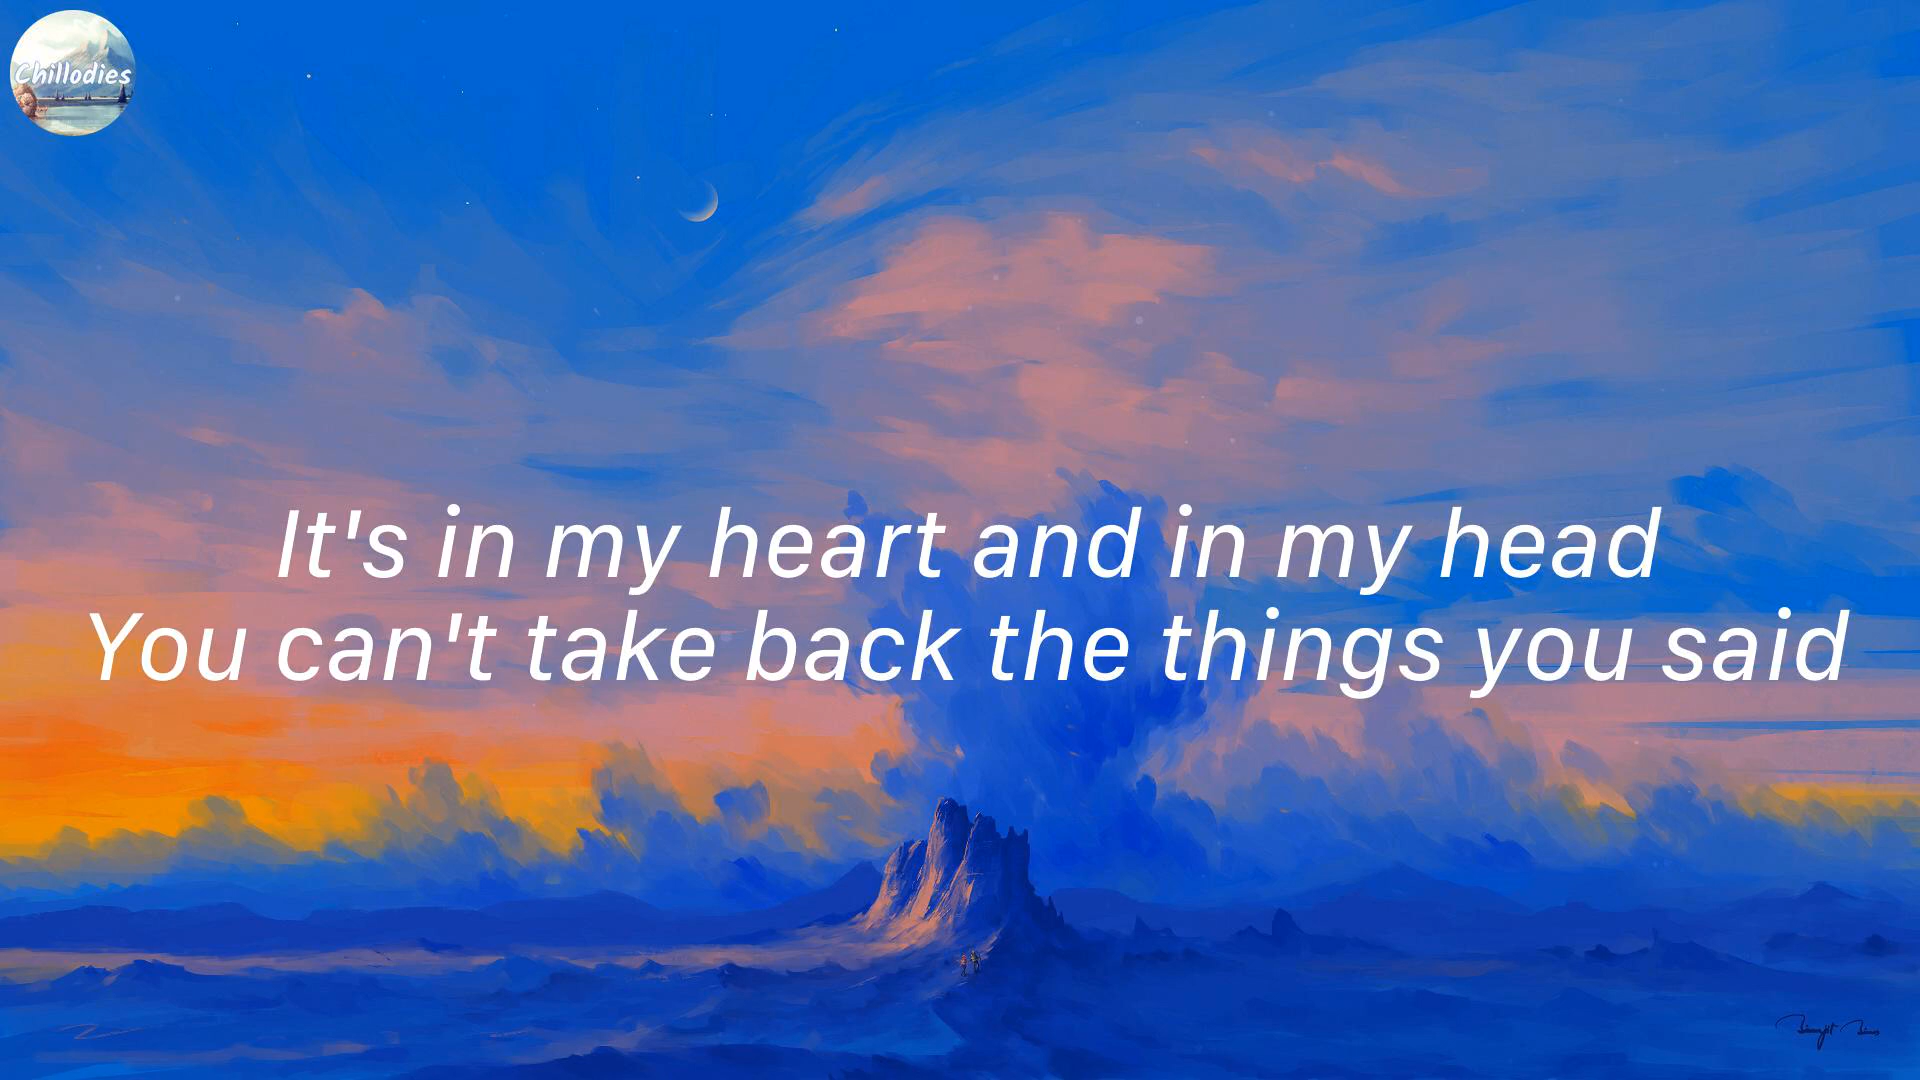 Chillodies
It's in my heart and in my head
You can't take back the things you said